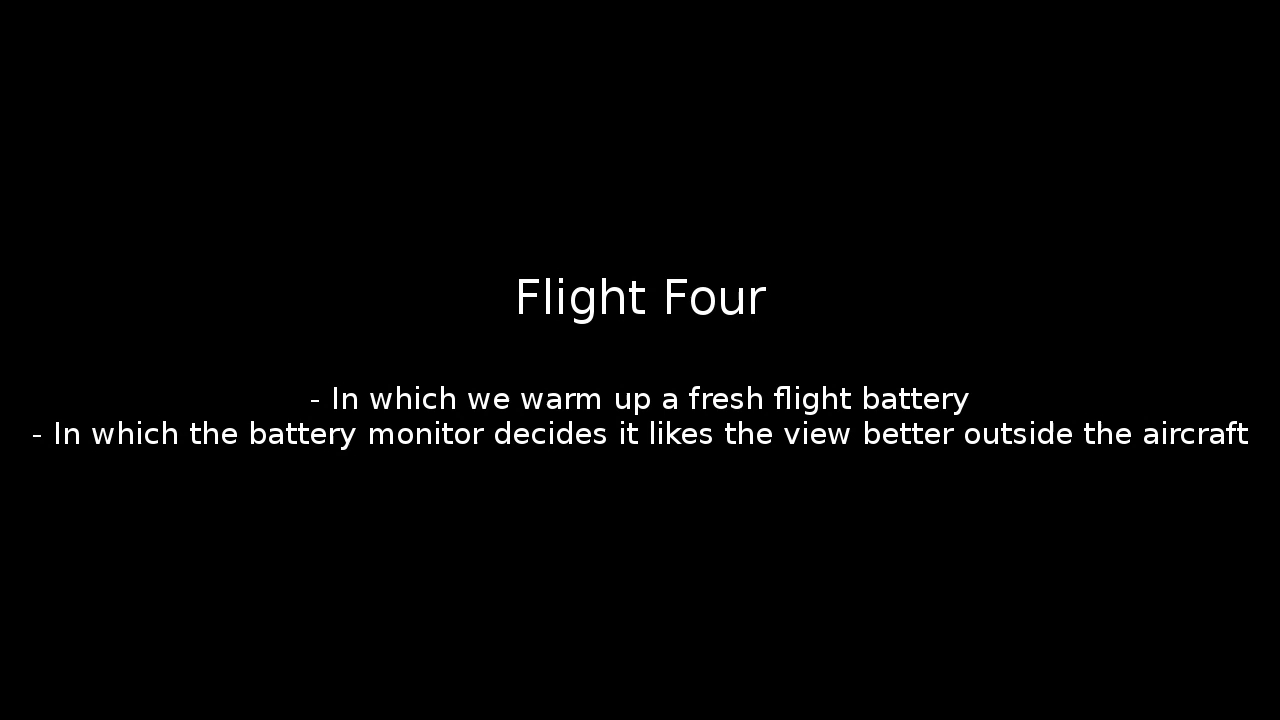 Flight Four
- In which we warm up a fresh flight battery
- In which the battery monitor decides it likes the view better outside the aircraft